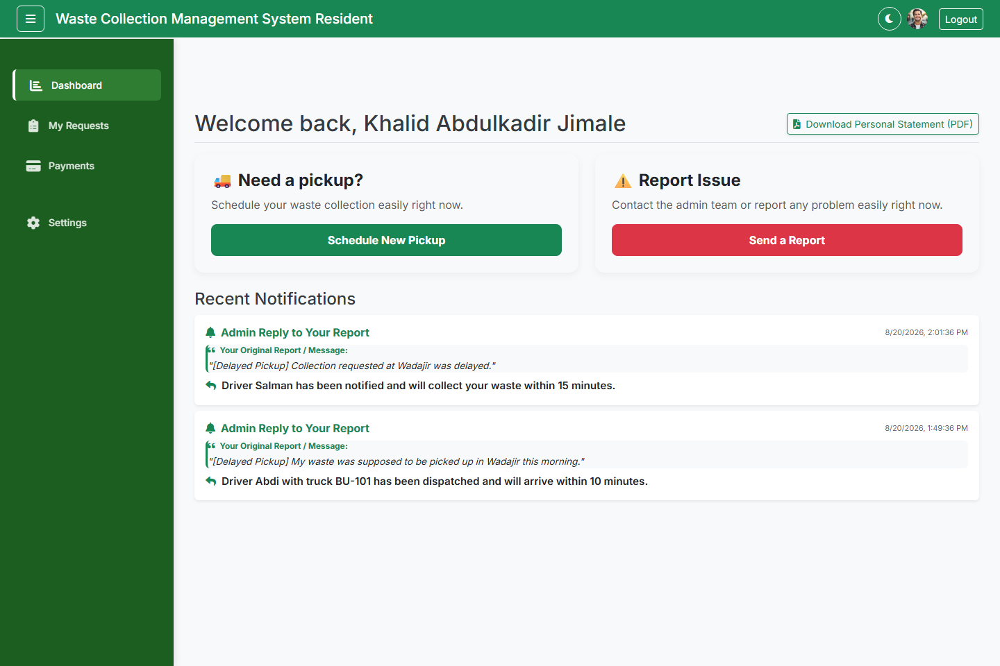 Waste Collection Management System Resident
Logout
Dashboard
My Requests
Payments
Settings
Welcome back, Khalid Abdulkadir Jimale
Download Personal Statement (PDF)
Need a pickup?
Schedule your waste collection easily right now.
Schedule New Pickup
Report Issue
Contact the admin team or report any problem easily right now.
Send a Report
Recent Notifications
Admin Reply to Your Report
8/20/2026, 2:01:36 PM
Your Original Report / Message:
"[Delayed Pickup] Collection requested at Wadajir was delayed."
Driver Salman has been notified and will collect your waste within 15 minutes.
Admin Reply to Your Report
8/20/2026, 1:49:36 PM
Your Original Report / Message:
"[Delayed Pickup] My waste was supposed to be picked up in Wadajir this morning."
Driver Abdi with truck BU-101 has been dispatched and will arrive within 10 minutes.